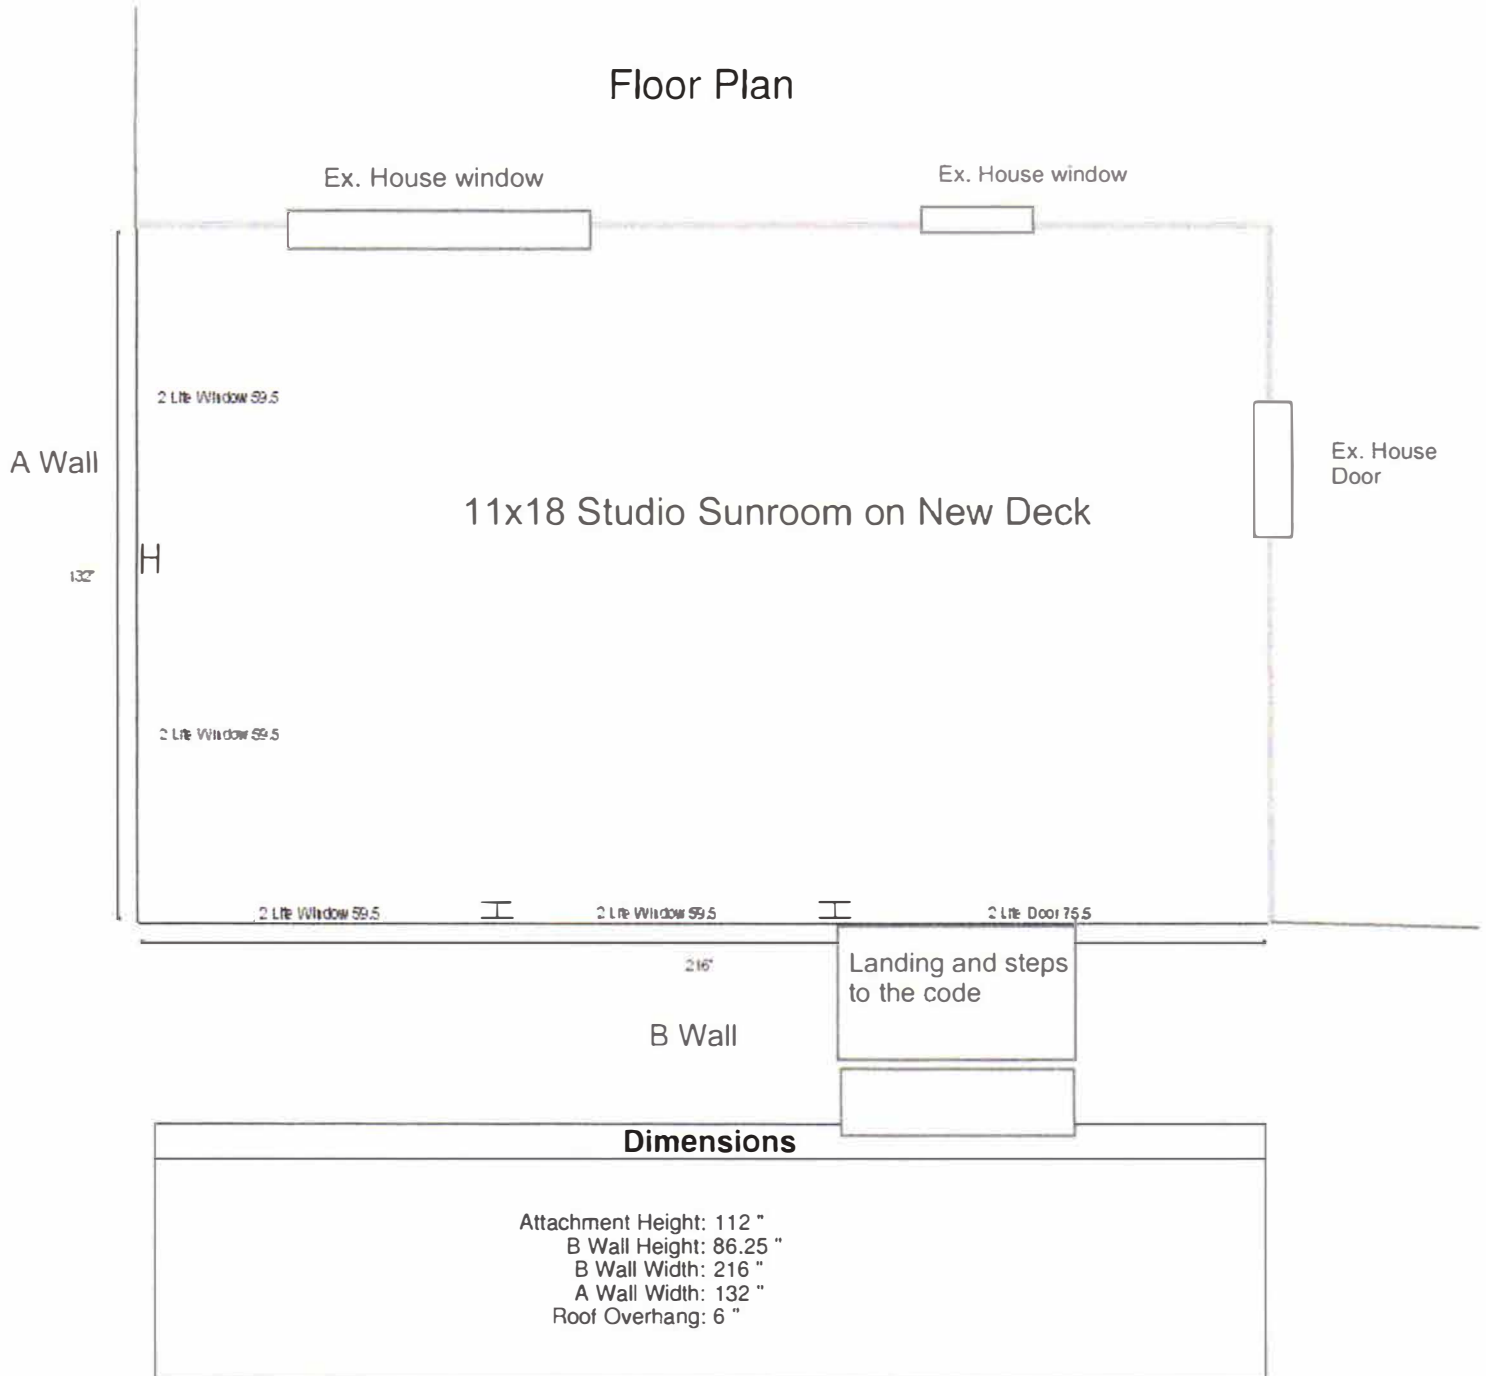 Floor Plan
Ex. House window
Ex. House window
2 Lite Window 59.5
A Wall
Ex. House
Door
11x18 Studio Sunroom on New Deck
H
132"
2 Lite Window 59.5
2 Lite Window 59.5
2 Lite Window 59.5
2 Lite Door 75.5
216"
Landing and steps
to the code
B Wall
Dimensions
Attachment Height: 112 "
B Wall Height: 86.25 "
B Wall Width: 216 "
A Wall Width: 132 "
Roof Overhang: 6 "